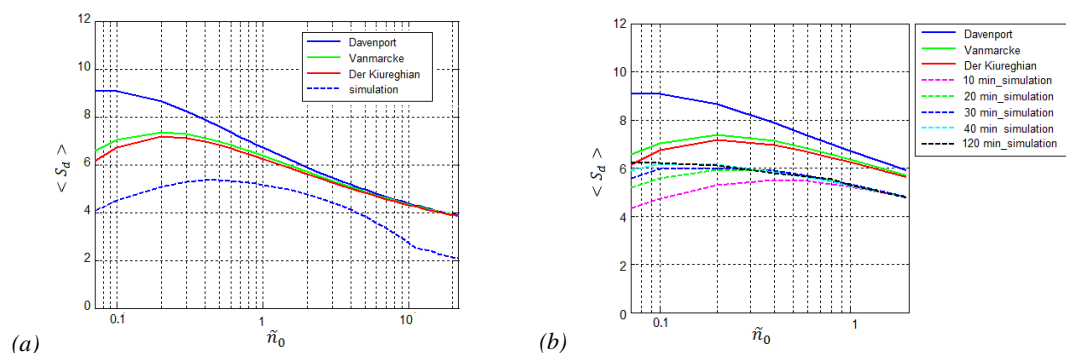 12
10
8
6
4
2
0
< S_d >
0.1
1
10
ñ₀
Davenport
Vanmarcke
Der Kiureghian
simulation
(a)
12
10
8
6
4
2
0
< S_d >
0.1
1
ñ₀
Davenport
Vanmarcke
Der Kiureghian
10 min_simulation
20 min_simulation
30 min_simulation
40 min simulation
120 min_simulation
(b)